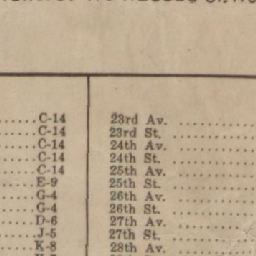 .....C-14
.....C-14
.....C-14
.....C-14
.....C-14
.....E-9
.....G-4
.....G-4
.....D-6
.....J-5
.....K-8
23rd Av. ............
23rd St. ............
24th Av. ............
24th St. ............
25th Av. ............
25th St. ............
26th Av. ............
26th St. ............
27th Av. ............
27th St. ............
28th Av. ............